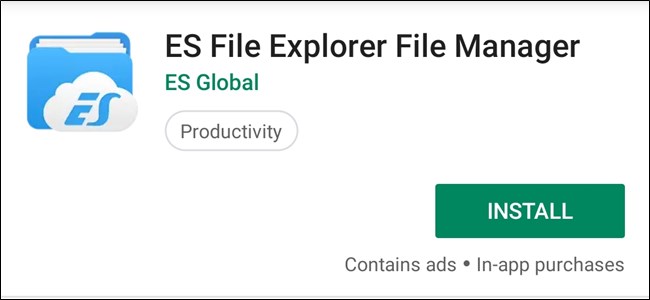 ES File Explorer File Manager
ES
ES Global
Productivity
INSTALL
Contains ads • In-app purchases